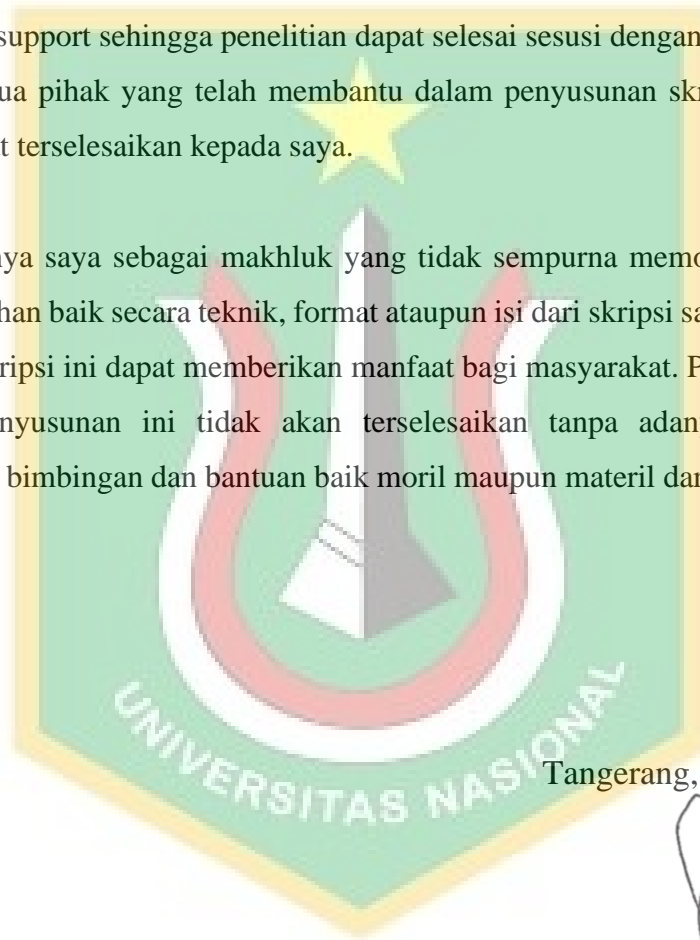 support sehingga penelitian dapat selesai sesusi dengan
ua pihak yang telah membantu dalam penyusunan skr
t terselesaikan kepada saya.
nya saya sebagai makhluk yang tidak sempurna memo
han baik secara teknik, format ataupun isi dari skripsi sa
ripsi ini dapat memberikan manfaat bagi masyarakat. P
nyusunan ini tidak akan terselesaikan tanpa adan
bimbingan dan bantuan baik moril maupun materil dar
UNIVERSITAS NASIONAL
Tangerang,